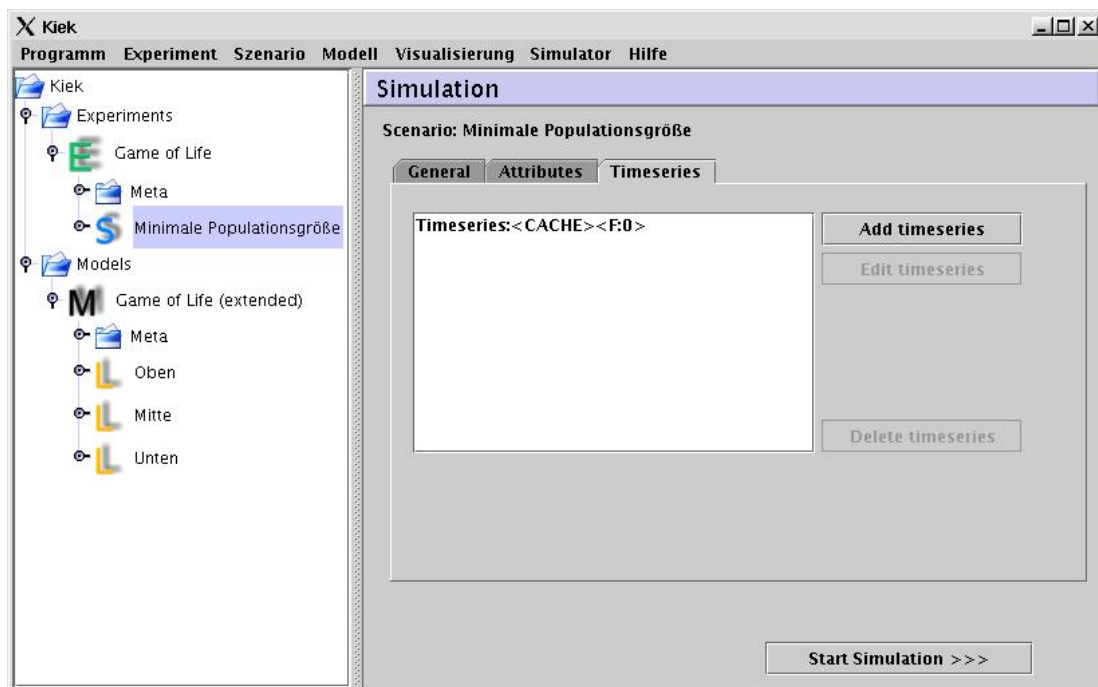 Kiek
Programm Experiment Szenario Modell Visualisierung Simulator Hilfe
Kiek
Experiments
E Game of Life
Meta
S Minimale Populationsgröße
Models
M Game of Life (extended)
Meta
L Oben
L Mitte
L Unten
Simulation
Scenario: Minimale Populationsgröße
General Attributes Timeseries
Timeseries:<CACHE><F:0>
Add timeseries
Edit timeseries
Delete timeseries
Start Simulation >>>